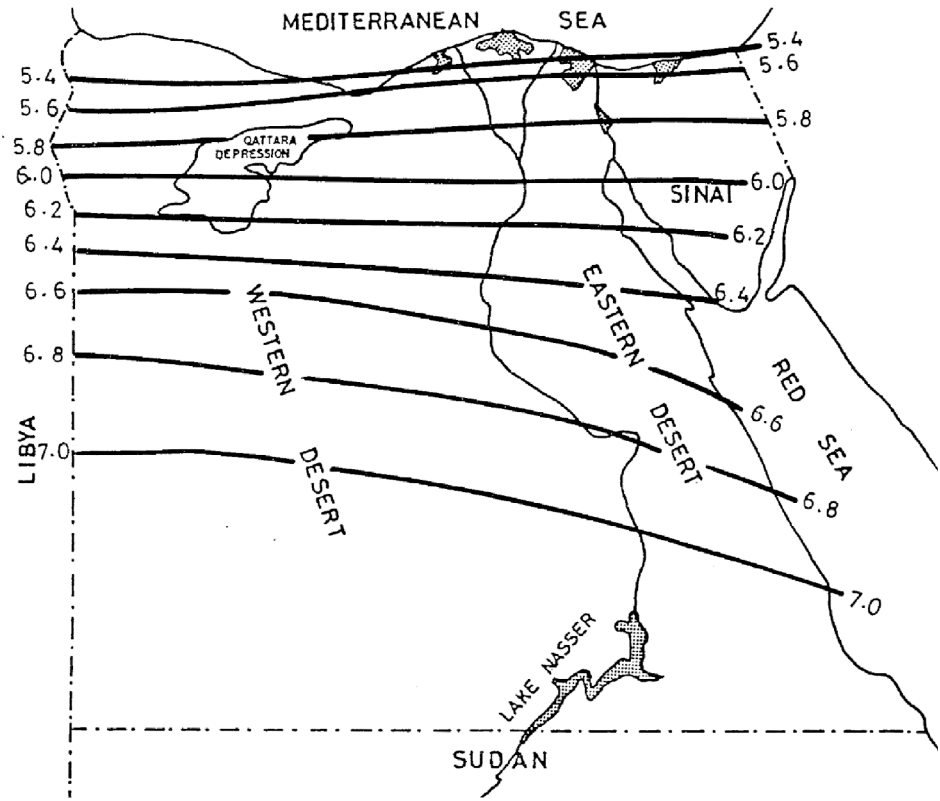 MEDITERRANEAN SEA
5.4
5.4
5.6
5.6
5.8
5.8
QATTARA
DEPRESSION
6.0
6.0
SINAI
6.2
6.2
6.4
6.4
6.6
6.6
6.8
6.8
7.0
7.0
WESTERN
DESERT
EASTERN
DESERT
RED
SEA
LIBYA
LAKE NASSER
SUDAN